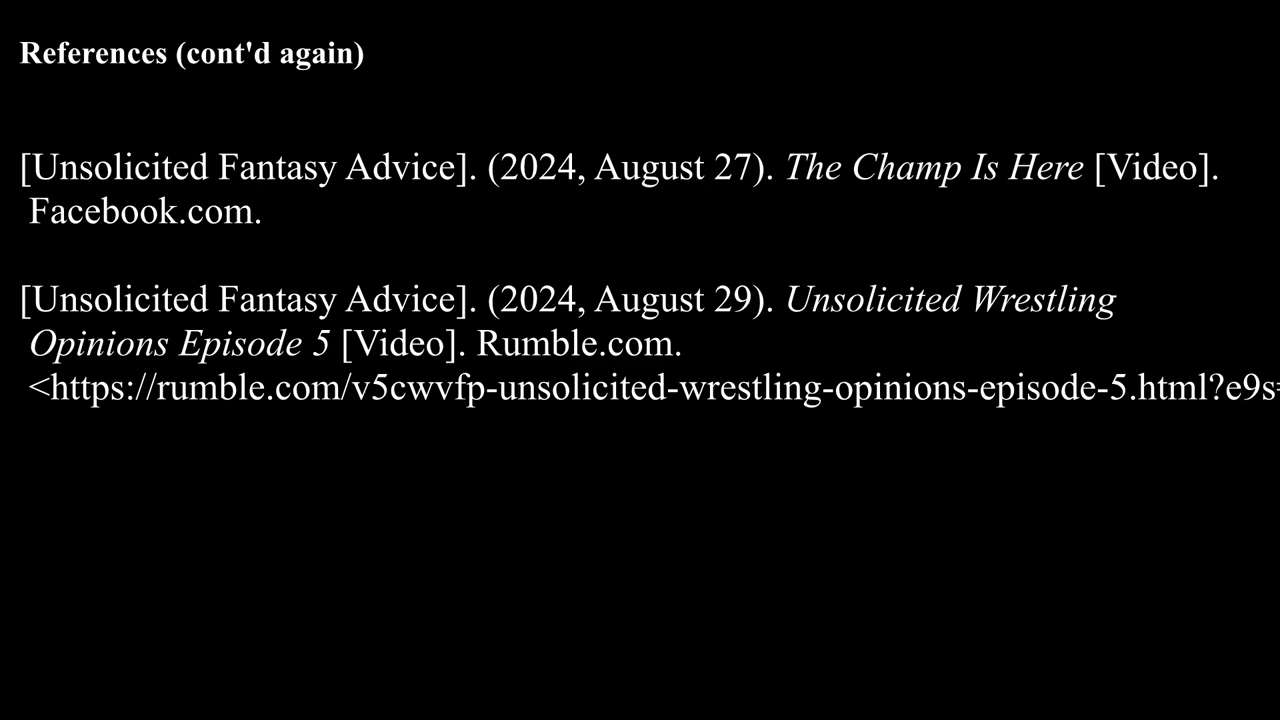 References (cont'd again)
[Unsolicited Fantasy Advice]. (2024, August 27). The Champ Is Here [Video].
Facebook.com.
[Unsolicited Fantasy Advice]. (2024, August 29). Unsolicited Wrestling
Opinions Episode 5 [Video]. Rumble.com.
<https://rumble.com/v5cwvfp-unsolicited-wrestling-opinions-episode-5.html?e9s=